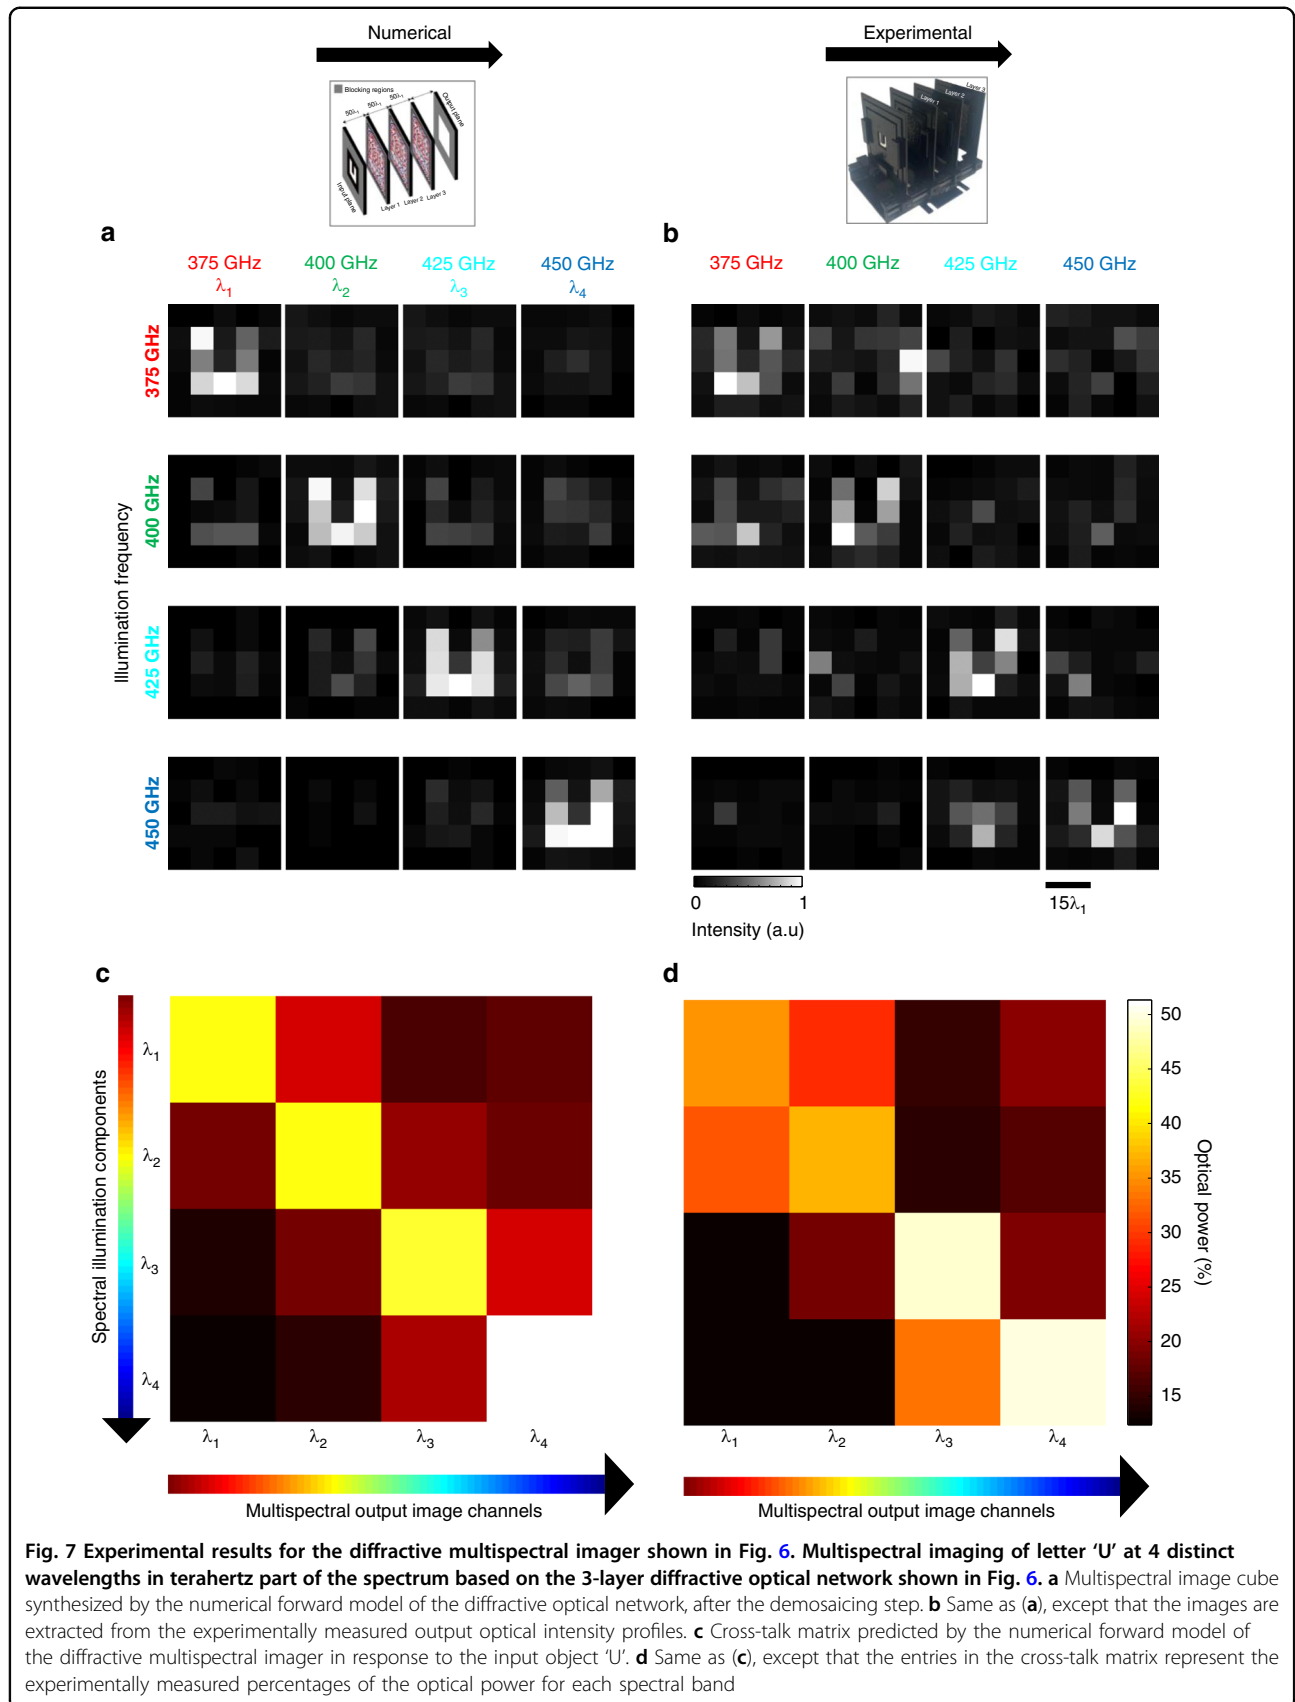 Numerical
Experimental
Blocking regions
50λ1 50λ1 50λ1
Output plane
Input plane
Layer 1 Layer 2 Layer 3
Layer 1
Layer 2
Layer 3
U
a
b
375 GHz 400 GHz 425 GHz 450 GHz
λ1 λ2 λ3 λ4
375 GHz 400 GHz 425 GHz 450 GHz
Illumination frequency
375 GHz
400 GHz
425 GHz
450 GHz
0 1
Intensity (a.u)
15λ1
c
d
Spectral illumination components
λ1
λ2
λ3
λ4
λ1 λ2 λ3 λ4
Multispectral output image channels
λ1 λ2 λ3 λ4
Multispectral output image channels
50
45
40
35
30
25
20
15
Optical power (%)
Fig. 7 Experimental results for the diffractive multispectral imager shown in Fig. 6. Multispectral imaging of letter ‘U’ at 4 distinct
wavelengths in terahertz part of the spectrum based on the 3-layer diffractive optical network shown in Fig. 6. a Multispectral image cube
synthesized by the numerical forward model of the diffractive optical network, after the demosaicing step. b Same as (a), except that the images are
extracted from the experimentally measured output optical intensity profiles. c Cross-talk matrix predicted by the numerical forward model of
the diffractive multispectral imager in response to the input object ‘U’. d Same as (c), except that the entries in the cross-talk matrix represent the
experimentally measured percentages of the optical power for each spectral band